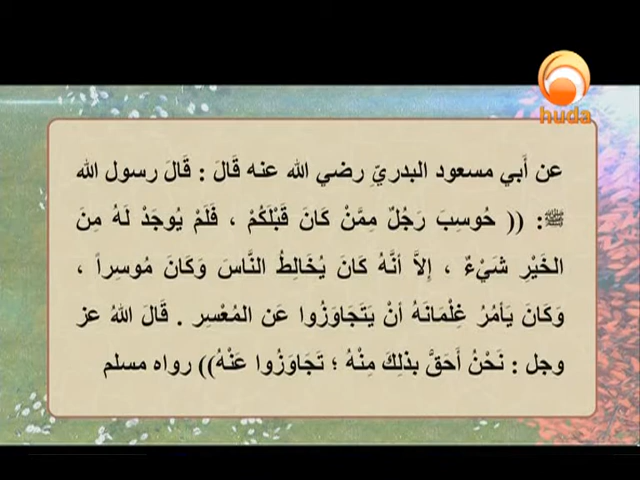 huda
عن أَبي مسعود البدريِّ رضي الله عنه قَالَ : قَالَ رسول الله
ﷺ: (( حُوسِبَ رَجُلٌ مِمَّنْ كَانَ قَبْلَكُمْ ، فَلَمْ يُوجَدْ لَهُ مِنَ
الخَيْرِ شَيْءٌ ، إِلاَّ أنَّهُ كَانَ يُخَالِطُ النَّاسَ وَكَانَ مُوسِراً ،
وَكَانَ يَأمُرُ غِلْمَانَهُ أنْ يَتَجَاوَزُوا عَن المُعْسِر . قَالَ اللهُ عز
وجل : نَحْنُ أَحَقَّ بذلِكَ مِنْهُ ؛ تَجَاوَزُوا عَنْهُ)) رواه مسلم